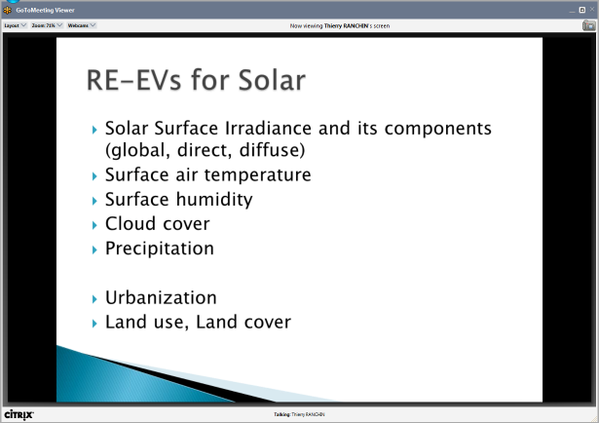 GoToMeeting Viewer
Layout Zoom 71% Webcams Now viewing Thierry RANCHIN's screen
RE-EVs for Solar
Solar Surface Irradiance and its components
(global, direct, diffuse)
Surface air temperature
Surface humidity
Cloud cover
Precipitation
Urbanization
Land use, Land cover
CITRIX Talking: Thierry RANCHIN